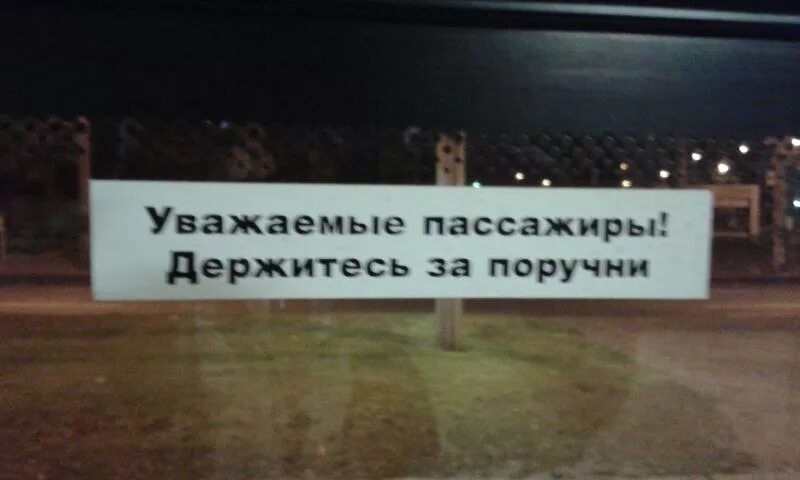 Уважаемые пассажиры!
Держитесь за поручни